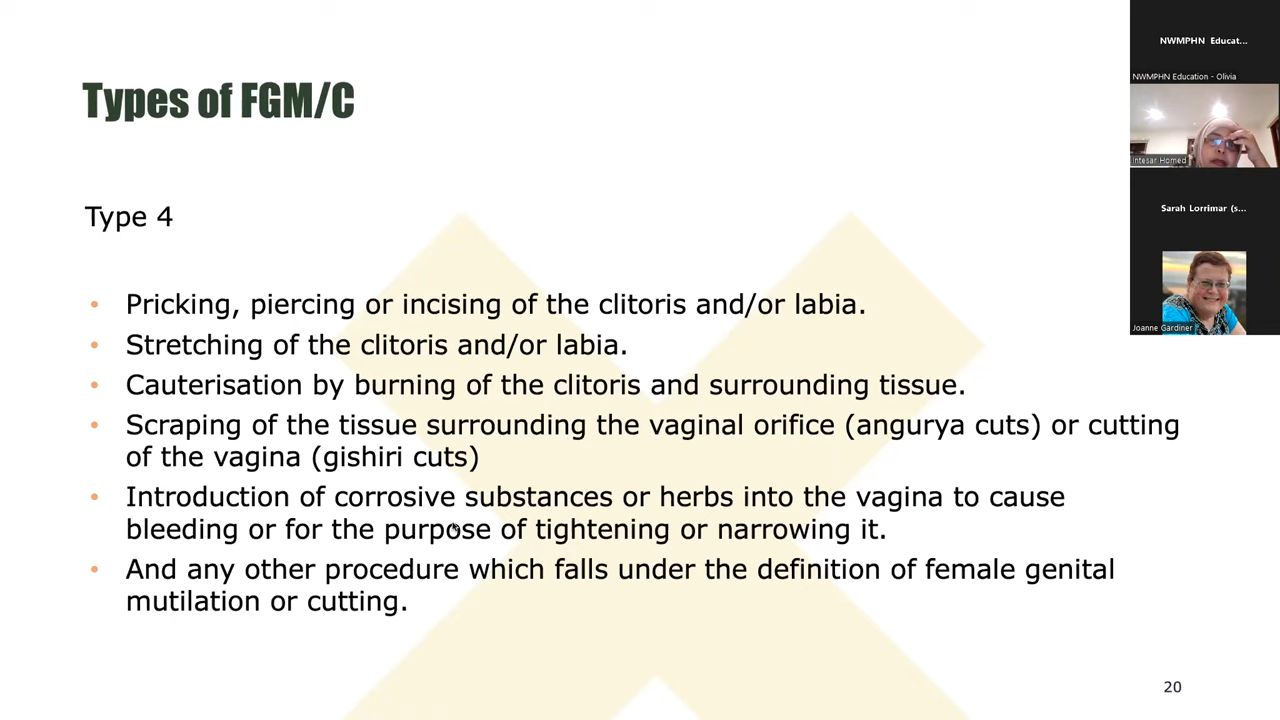 Types of FGM/C
Type 4
• Pricking, piercing or incising of the clitoris and/or labia.
• Stretching of the clitoris and/or labia.
• Cauterisation by burning of the clitoris and surrounding tissue.
• Scraping of the tissue surrounding the vaginal orifice (angurya cuts) or cutting
of the vagina (gishiri cuts)
• Introduction of corrosive substances or herbs into the vagina to cause
bleeding or for the purpose of tightening or narrowing it.
• And any other procedure which falls under the definition of female genital
mutilation or cutting.
20
NWMPHN Educat...
NWMPHN Education - Olivia
Intesar Homed
Sarah Lorrimar (s...
Joanne Gardiner